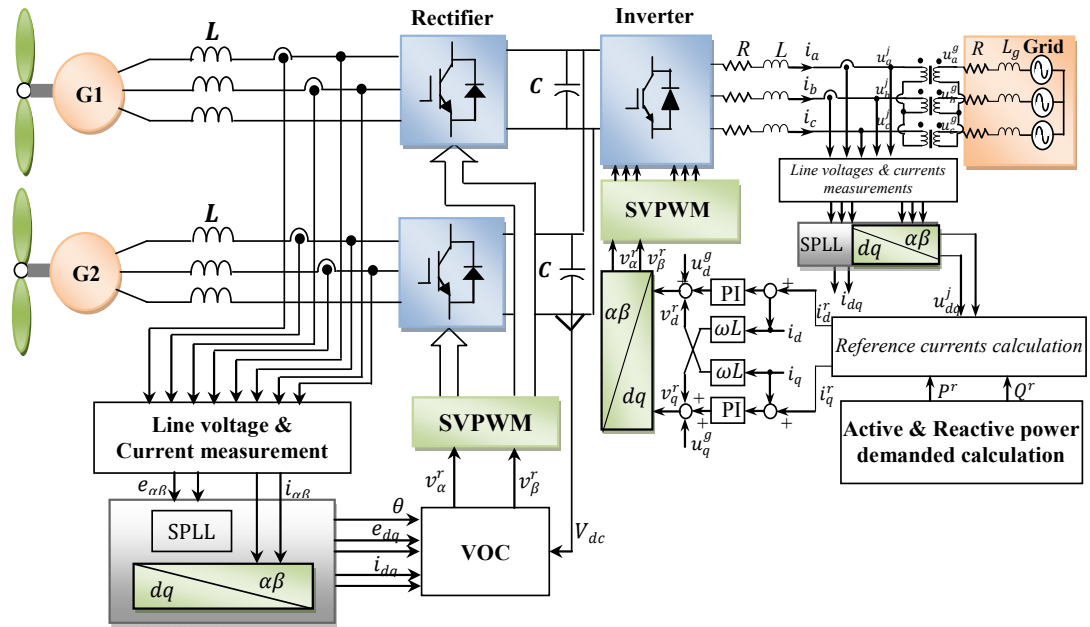 Rectifier
Inverter
L
G1
C
R
L
i_a
i_b
i_c
u_a^j
u_b^j
u_c^j
u_a^g
u_b^g
u_c^g
R
L_g
Grid
Line voltages & currents
measurements
SVPWM
SPLL
dq
αβ
L
G2
C
v_α^r
v_β^r
u_d^g
i_dq
u_dq^j
αβ
dq
v_d^r
v_q^r
+
PI
+
i_d^r
ωL
i_d
ωL
i_q
+
PI
+
+
i_q^r
u_q^g
Reference currents calculation
P^r
Q^r
Active & Reactive power
demanded calculation
Line voltage &
Current measurement
SVPWM
e_αβ
i_αβ
v_α^r
v_β^r
SPLL
dq
αβ
θ
e_dq
i_dq
VOC
V_dc